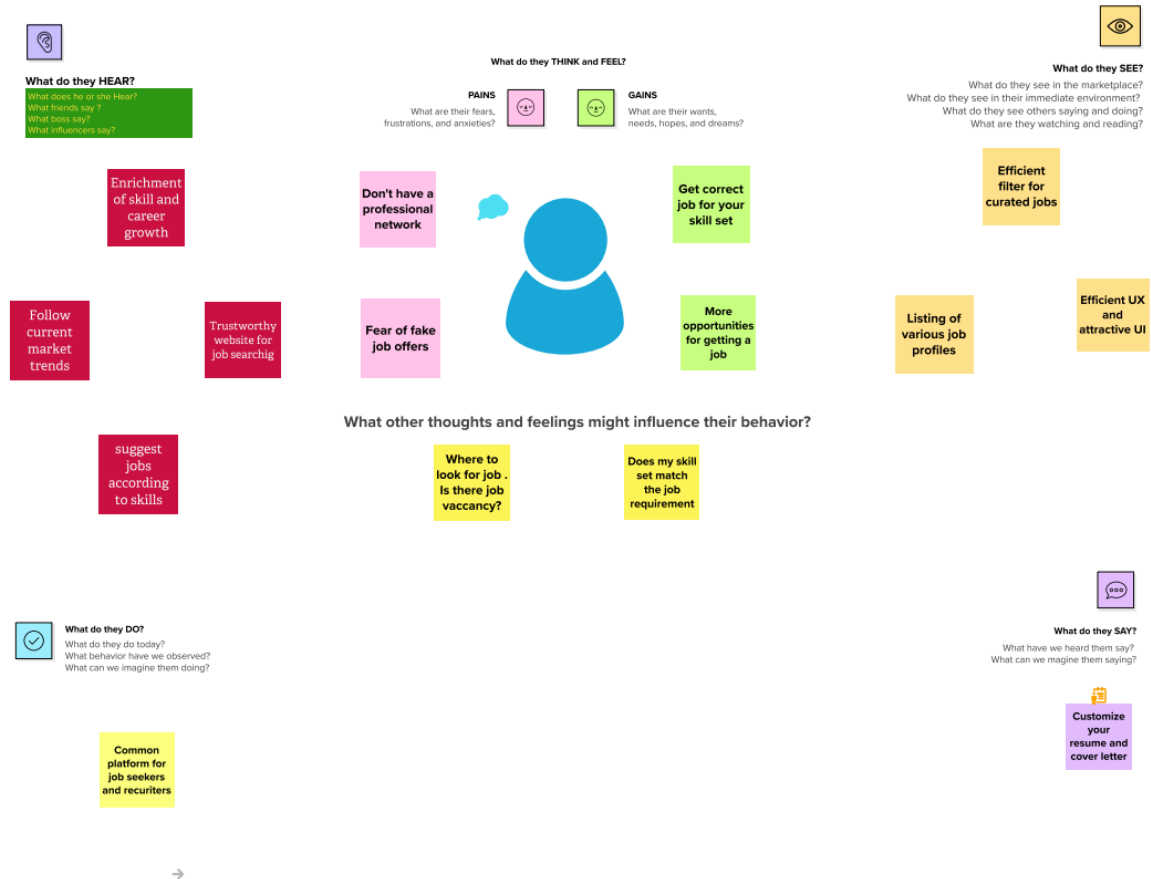 What do they HEAR?
What does he or she Hear?
What friends say ?
What boss say?
What influencers say?
Enrichment
of skill and
career
growth
Follow
current
market
trends
Trustworthy
website for
job searchig
suggest
jobs
according
to skills
What do they THINK and FEEL?
PAINS
What are their fears,
frustrations, and anxieties?
GAINS
What are their wants,
needs, hopes, and dreams?
Don't have a
professional
network
Fear of fake
job offers
Get correct
job for your
skill set
More
opportunities
for getting a
job
What other thoughts and feelings might influence their behavior?
Where to
look for job .
Is there job
vaccancy?
Does my skill
set match
the job
requirement
What do they SEE?
What do they see in the marketplace?
What do they see in their immediate environment?
What do they see others saying and doing?
What are they watching and reading?
Efficient
filter for
curated jobs
Listing of
various job
profiles
Efficient UX
and
attractive UI
What do they DO?
What do they do today?
What behavior have we observed?
What can we imagine them doing?
Common
platform for
job seekers
and recuriters
What do they SAY?
What have we heard them say?
What can we magine them saying?
Customize
your
resume and
cover letter